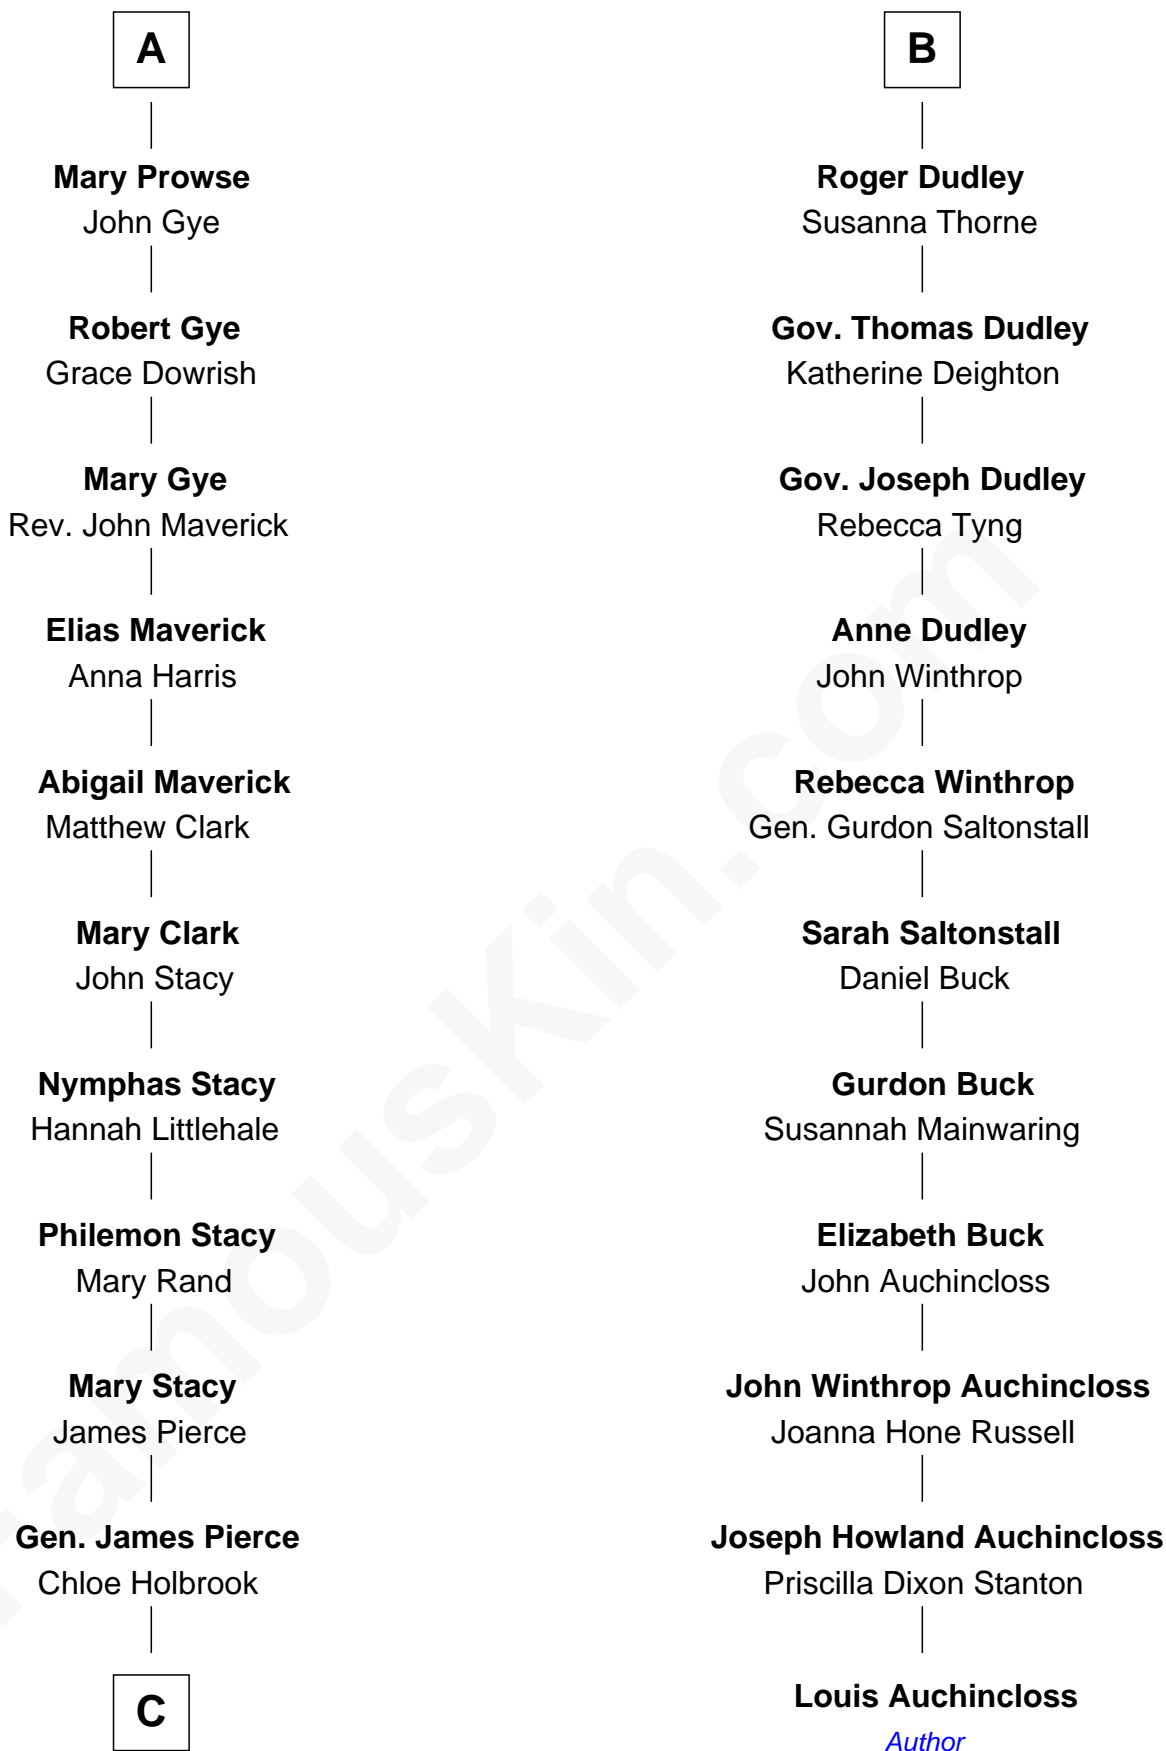 A
Mary Prowse
John Gye
Robert Gye
Grace Dowrish
Mary Gye
Rev. John Maverick
Elias Maverick
Anna Harris
Abigail Maverick
Matthew Clark
Mary Clark
John Stacy
Nymphas Stacy
Hannah Littlehale
Philemon Stacy
Mary Rand
Mary Stacy
James Pierce
Gen. James Pierce
Chloe Holbrook
C
B
Roger Dudley
Susanna Thorne
Gov. Thomas Dudley
Katherine Deighton
Gov. Joseph Dudley
Rebecca Tyng
Anne Dudley
John Winthrop
Rebecca Winthrop
Gen. Gurdon Saltonstall
Sarah Saltonstall
Daniel Buck
Gurdon Buck
Susannah Mainwaring
Elizabeth Buck
John Auchincloss
John Winthrop Auchincloss
Joanna Hone Russell
Joseph Howland Auchincloss
Priscilla Dixon Stanton
Louis Auchincloss
Author
FamousKin.com